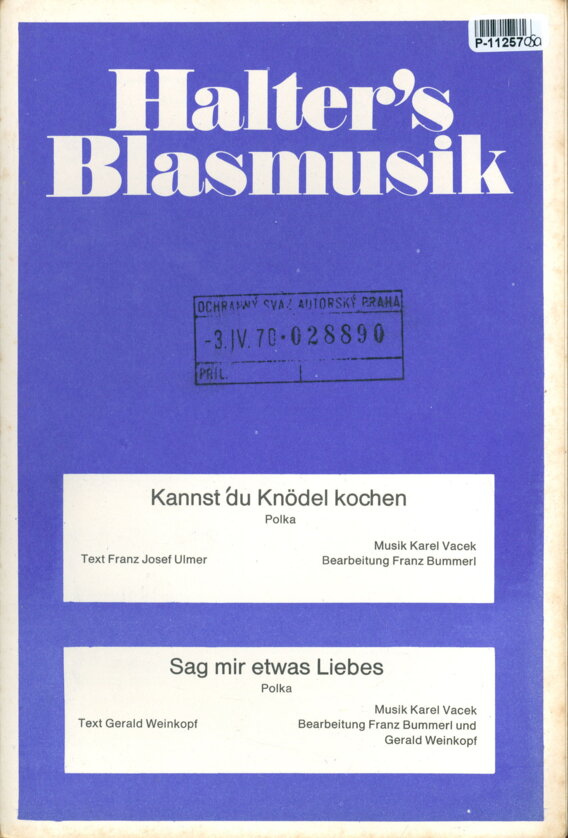 P-11257
Halter's
Blasmusik
OCHRANNÝ SVAZ AUTORSKÝ PRAHA
-3. IV. 70 · 028890
PŘÍL.
Kannst 'du Knödel kochen
Polka
Musik Karel Vacek
Text Franz Josef Ulmer Bearbeitung Franz Bummerl
Sag mir etwas Liebes
Polka
Musik Karel Vacek
Text Gerald Weinkopf Bearbeitung Franz Bummerl und
Gerald Weinkopf